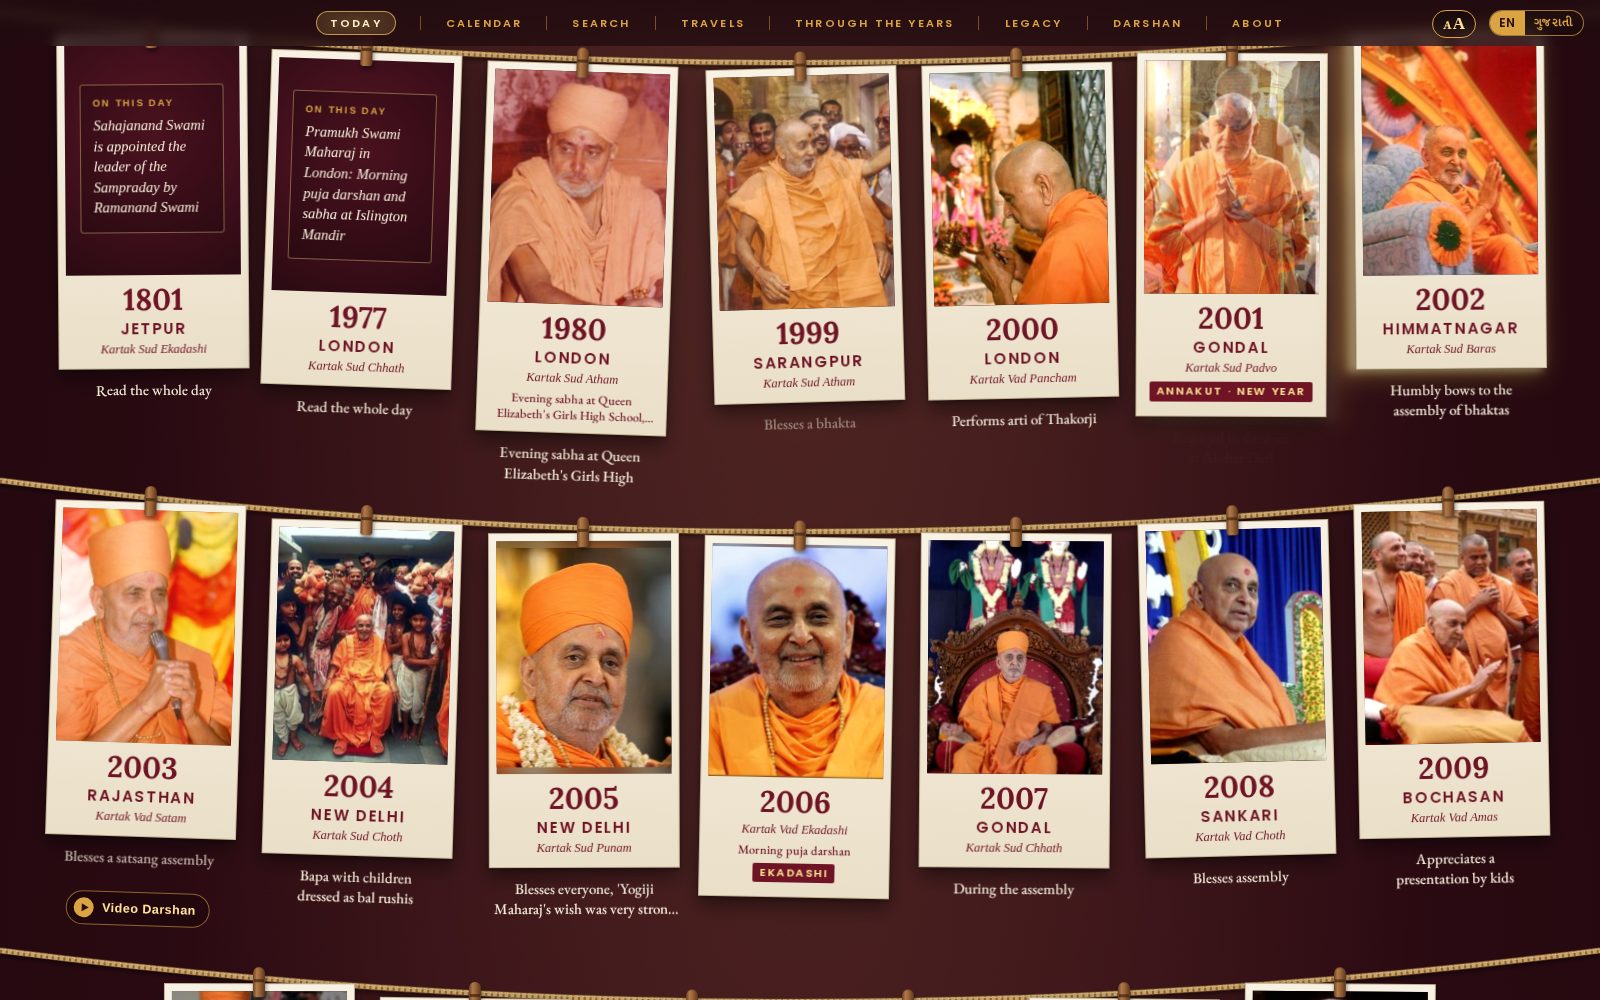 TODAY
CALENDAR
SEARCH
TRAVELS
THROUGH THE YEARS
LEGACY
DARSHAN
ABOUT
AA
EN
ગુજરાતી
ON THIS DAY
Sahajanand Swami
is appointed the
leader of the
Sampraday by
Ramanand Swami
1801
JETPUR
Kartak Sud Ekadashi
Read the whole day
ON THIS DAY
Pramukh Swami
Maharaj in
London: Morning
puja darshan and
sabha at Islington
Mandir
1977
LONDON
Kartak Sud Chhath
Read the whole day
1980
LONDON
Kartak Sud Atham
Evening sabha at Queen
Elizabeth's Girls High School,...
Evening sabha at Queen
Elizabeth's Girls High
1999
SARANGPUR
Kartak Sud Atham
Blesses a bhakta
2000
LONDON
Kartak Vad Pancham
Performs arti of Thakorji
2001
GONDAL
Kartak Sud Padvo
ANNAKUT · NEW YEAR
2002
HIMMATNAGAR
Kartak Sud Baras
Humbly bows to the
assembly of bhaktas
2003
RAJASTHAN
Kartak Vad Satam
Blesses a satsang assembly
Video Darshan
2004
NEW DELHI
Kartak Sud Choth
Bapa with children
dressed as bal rushis
2005
NEW DELHI
Kartak Sud Punam
Blesses everyone, 'Yogiji
Maharaj's wish was very stron...
2006
Kartak Vad Ekadashi
Morning puja darshan
EKADASHI
2007
GONDAL
Kartak Sud Chhath
During the assembly
2008
SANKARI
Kartak Vad Choth
Blesses assembly
2009
BOCHASAN
Kartak Vad Amas
Appreciates a
presentation by kids